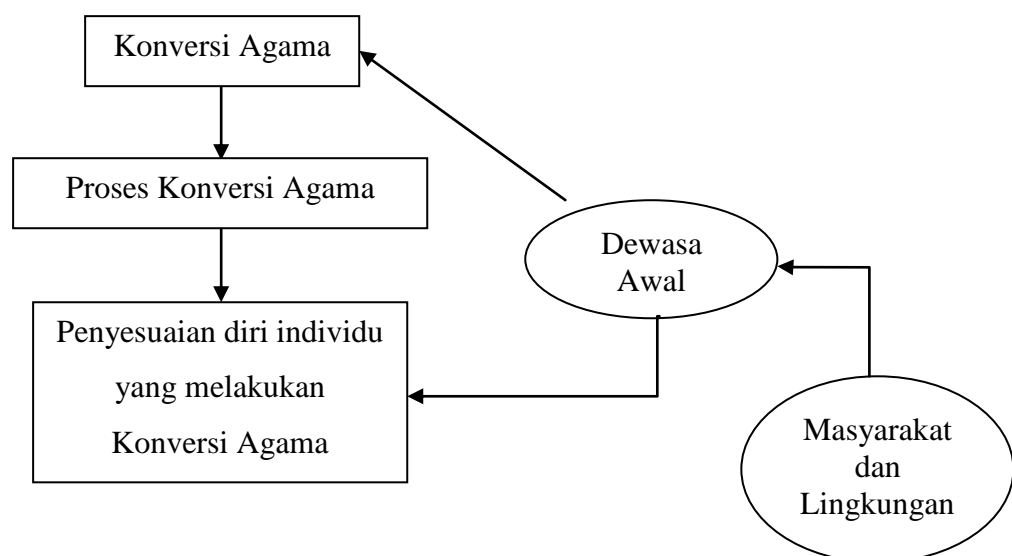 Konversi Agama
Proses Konversi Agama
Penyesuaian diri individu
yang melakukan
Konversi Agama
Dewasa
Awal
Masyarakat
dan
Lingkungan